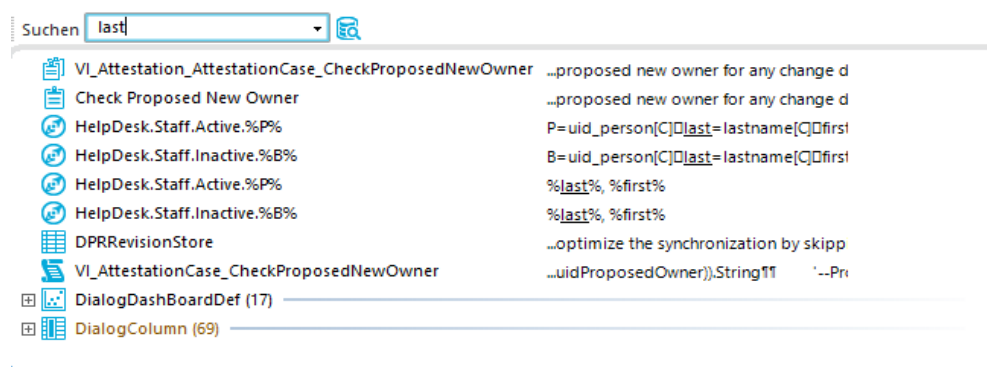 Suchen last
VI_Attestation_AttestationCase_CheckProposedNewOwner ...proposed new owner for any change d
Check Proposed New Owner ...proposed new owner for any change d
HelpDesk.Staff.Active.%P% P=uid_person[C]□last=lastname[C]□first
HelpDesk.Staff.Inactive.%B% B=uid_person[C]□last=lastname[C]□first
HelpDesk.Staff.Active.%P% %last%, %first%
HelpDesk.Staff.Inactive.%B% %last%, %first%
DPRRevisionStore ...optimize the synchronization by skipp
VI_AttestationCase_CheckProposedNewOwner ...uidProposedOwner)).String¶¶ '--Pro
DialogDashBoardDef (17)
DialogColumn (69)